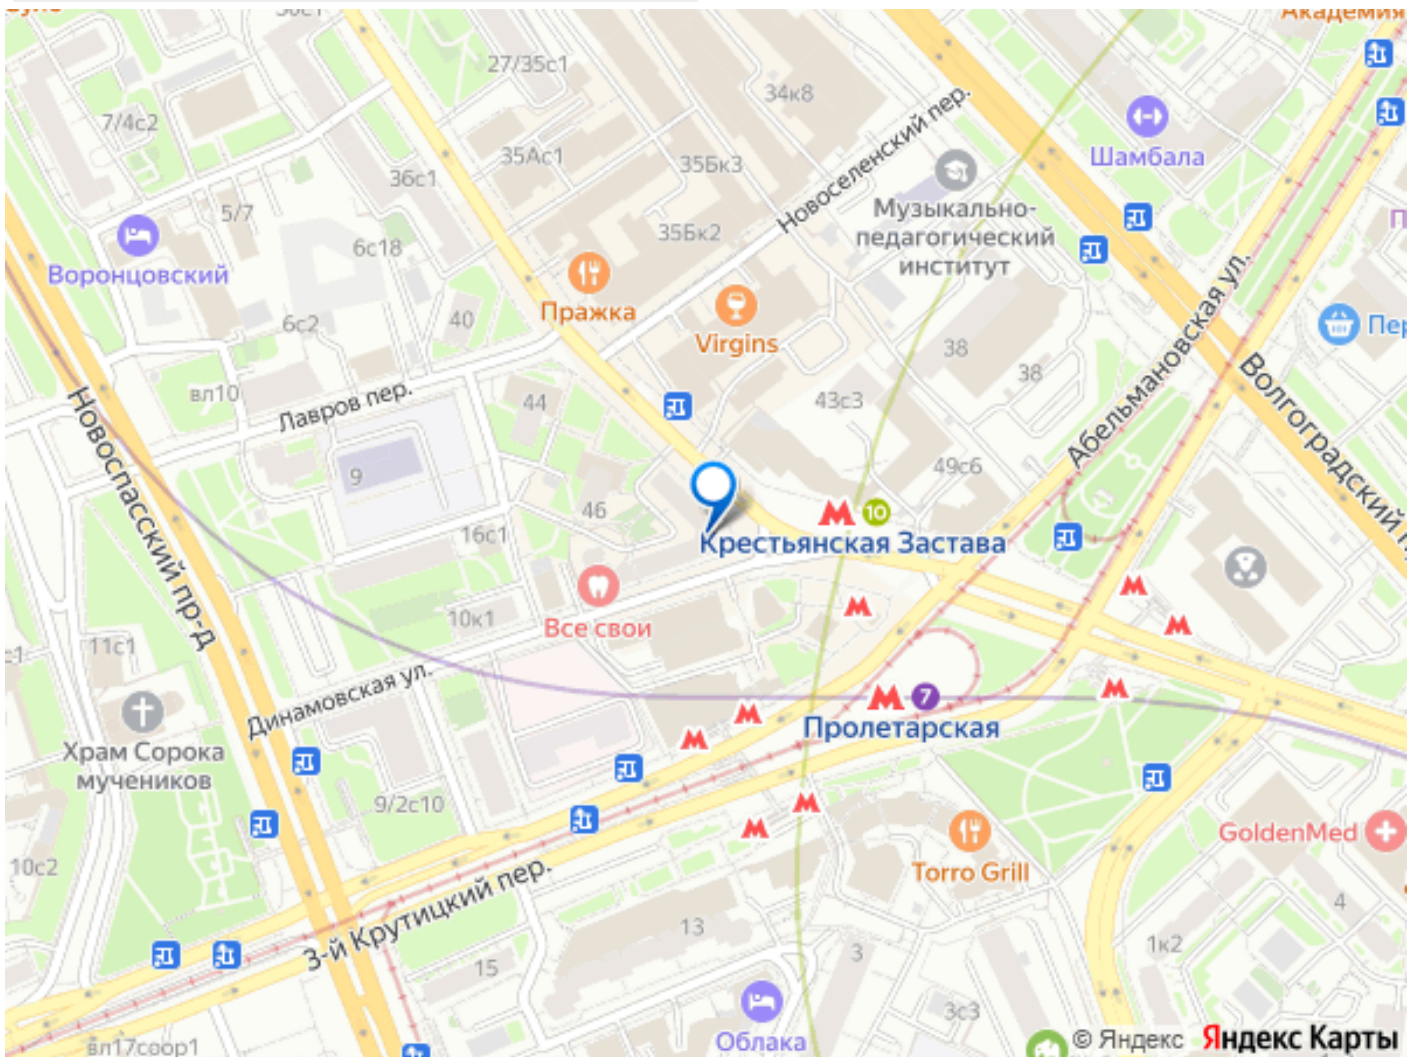 27/35с1
34к8
7/4с2
35Ас1
35Бк3
Новоселенский пер.
Шамбала
36с1
5/7
35Бк2
Музыкально-
педагогический
институт
6с18
Воронцовский
Пражка
6с2
40
Virgins
38
38
Абельмановская ул.
Волгоградский п
Пер
вл10
Лавров пер.
44
43с3
Новоспасский пр-д
9
49с6
46
10
16с1
Крестьянская Застава
10к1
Все свои
11с1
Динамовская ул.
7
Пролетарская
Храм Сорока
мучеников
9/2с10
10с2
3-й Крутицкий пер.
Torro Grill
GoldenMed
4
13
15
3
1к2
3с3
Облака
вл17соор1
© Яндекс Яндекс Карты